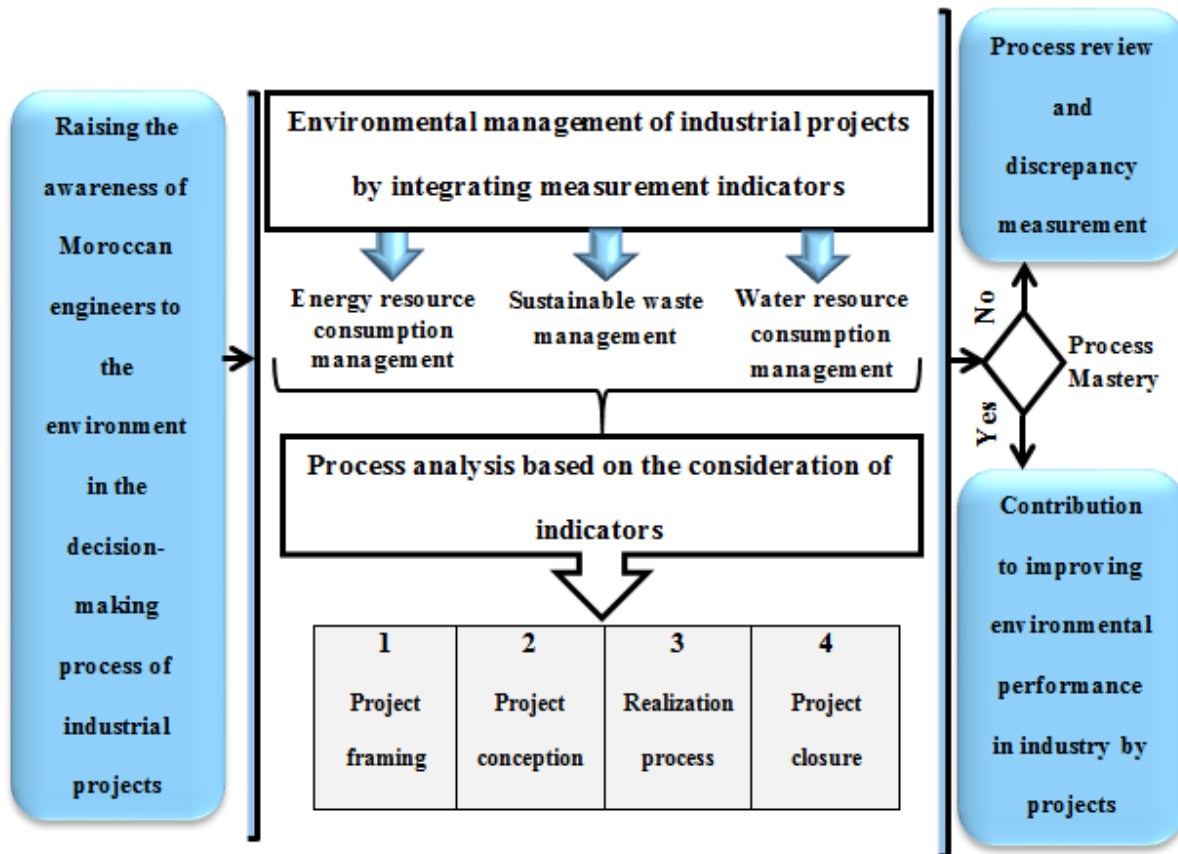 Raising the
awareness of
Moroccan
engineers to
the
environment
in the
decision-
making
process of
industrial
projects
Environmental management of industrial projects
by integrating measurement indicators
Energy resource
consumption
management
Sustainable waste
management
Water resource
consumption
management
Process analysis based on the consideration of
indicators
1
Project
framing
2
Project
conception
3
Realization
process
4
Project
closure
Process review
and
discrepancy
measurement
No
Process
Mastery
Yes
Contribution
to improving
environmental
performance
in industry by
projects